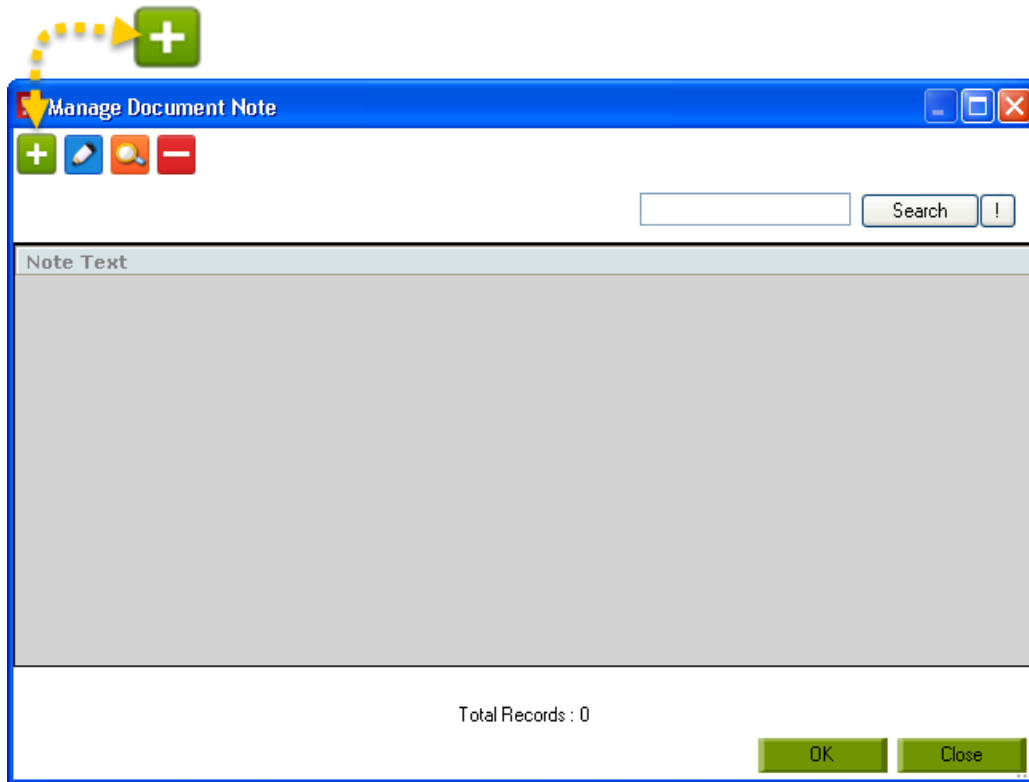 Manage Document Note
Search !
Note Text
Total Records : 0
OK Close